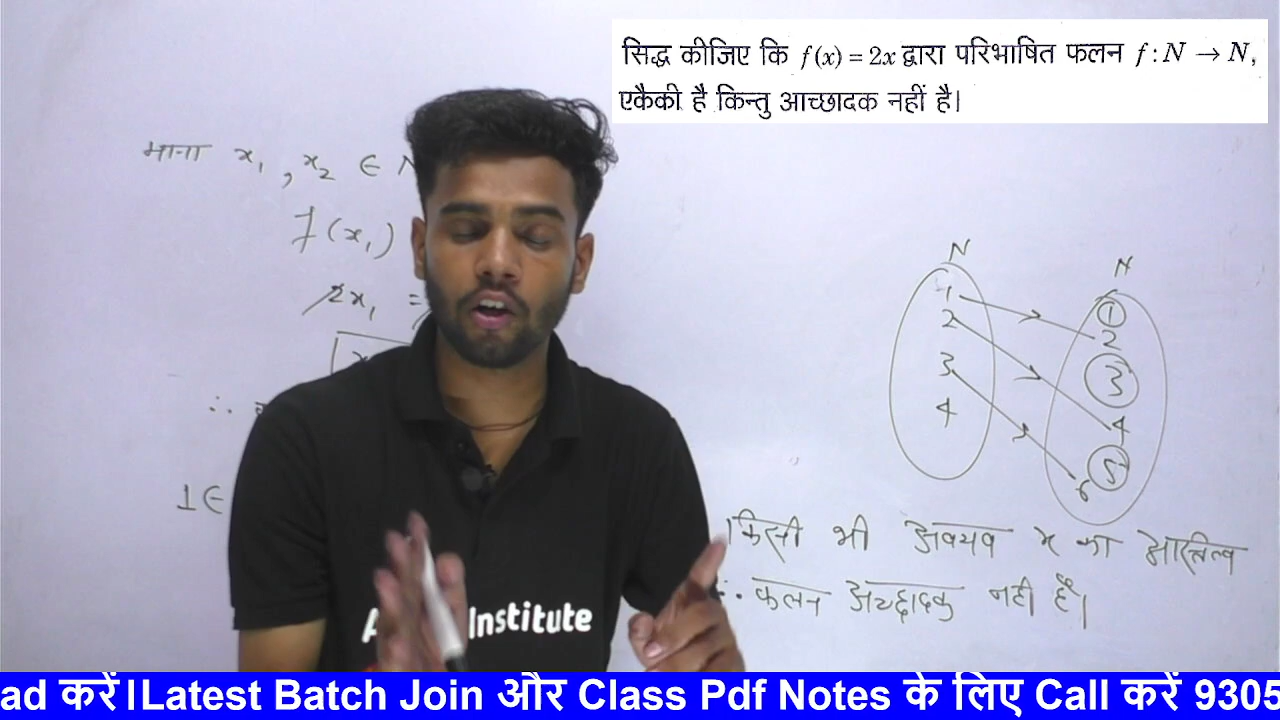 सिद्ध कीजिए कि f(x) = 2x द्वारा परिभाषित फलन f : N → N,
एकैकी है किन्तु आच्छादक नहीं है।
माना x₁, x₂ ∈ N
f(x₁)
2x₁ =
∴
1 ∈
N
1
2
3
4
N
1
2
3
4
5
6
किसी भी अवयव x का
∴ फलन नही है।
Institute
ad करें।Latest Batch Join और Class Pdf Notes के लिए Call करें 9305